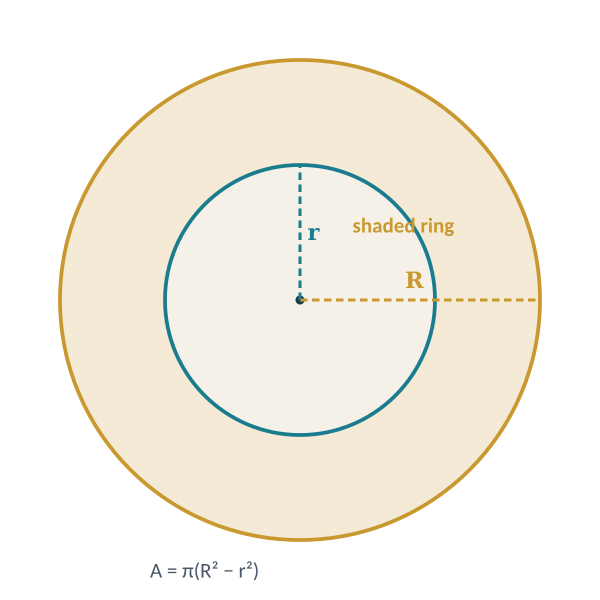 shaded ring
r
R
A = π(R² − r²)